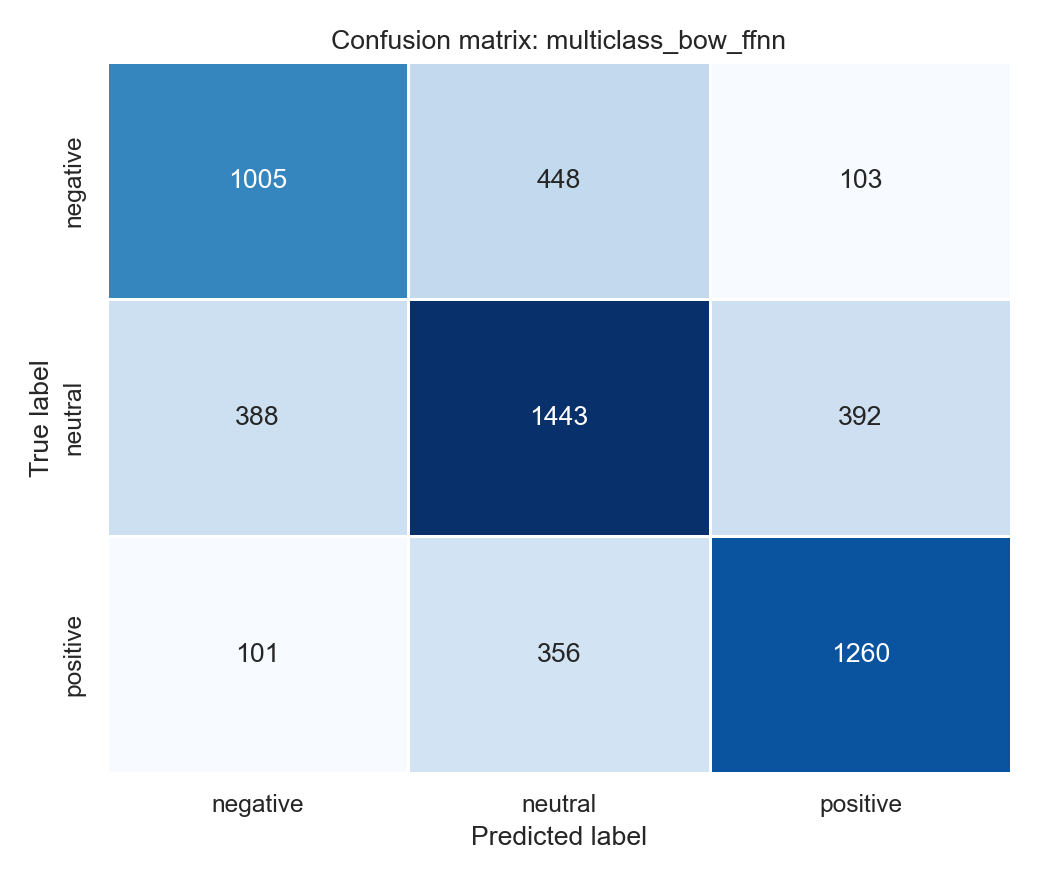 Confusion matrix: multiclass_bow_ffnn
True label
negative
1005 448 103
neutral
388 1443 392
positive
101 356 1260
negative neutral positive
Predicted label